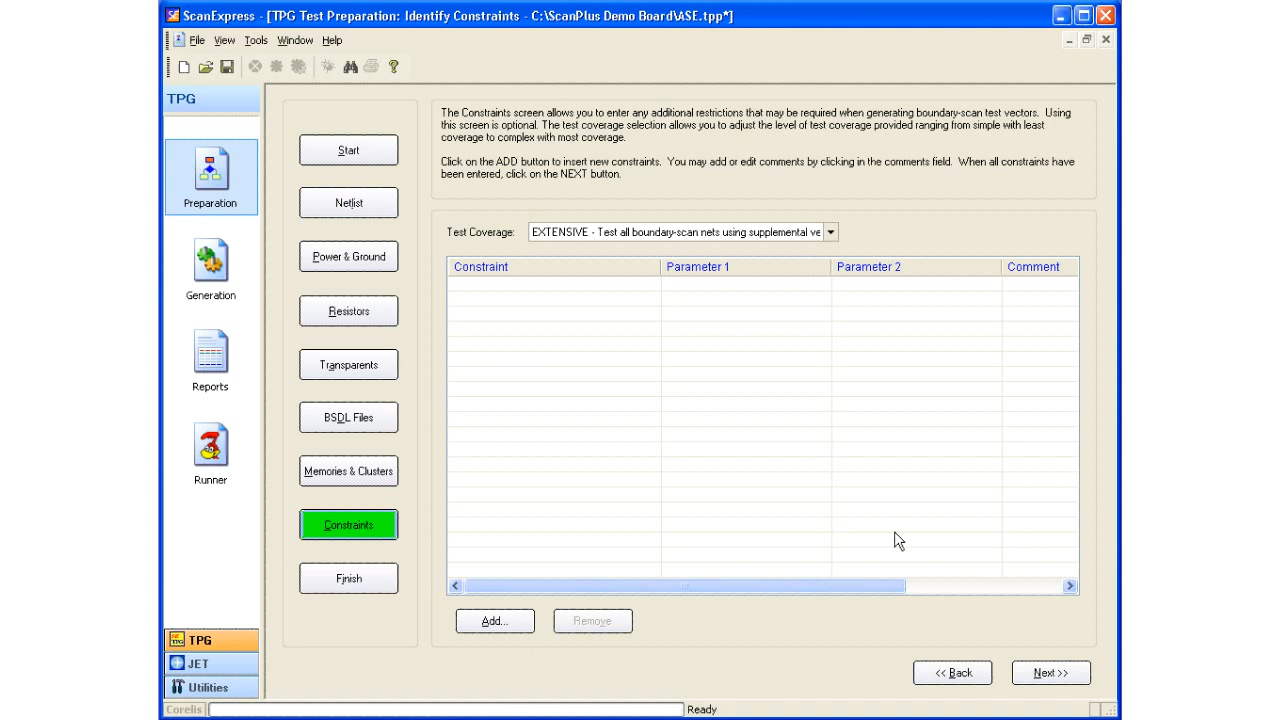 ScanExpress - [TPG Test Preparation: Identify Constraints - C:\ScanPlus Demo Board\ASE.tpp*]
File View Tools Window Help
TPG
Preparation
Generation
Reports
Runner
TPG
JET
Utilities
Start
Netlist
Power & Ground
Resistors
Transparents
BSDL Files
Memories & Clusters
Constraints
Finish
The Constraints screen allows you to enter any additional restrictions that may be required when generating boundary-scan test vectors. Using
this screen is optional. The test coverage selection allows you to adjust the level of test coverage provided ranging from simple with least
coverage to complex with most coverage.
Click on the ADD button to insert new constraints. You may add or edit comments by clicking in the comments field. When all constraints have
been entered, click on the NEXT button.
Test Coverage: EXTENSIVE - Test all boundary-scan nets using supplemental ve
Constraint Parameter 1 Parameter 2 Comment
Add... Remove
<< Back Next >>
Corelis Ready